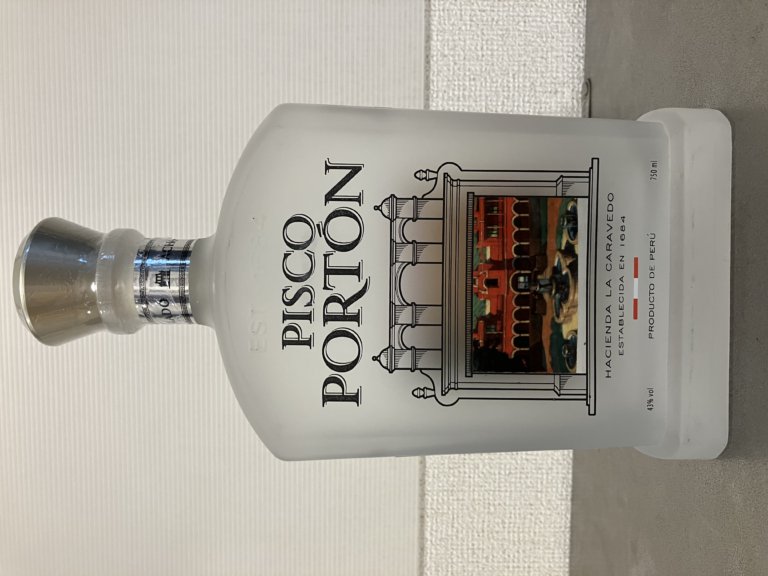 PISCO
PORTÓN
HACIENDA LA CARAVEDO
ESTABLECIDA EN 1684
PRODUCTO DE PERÚ
43% vol
750 ml